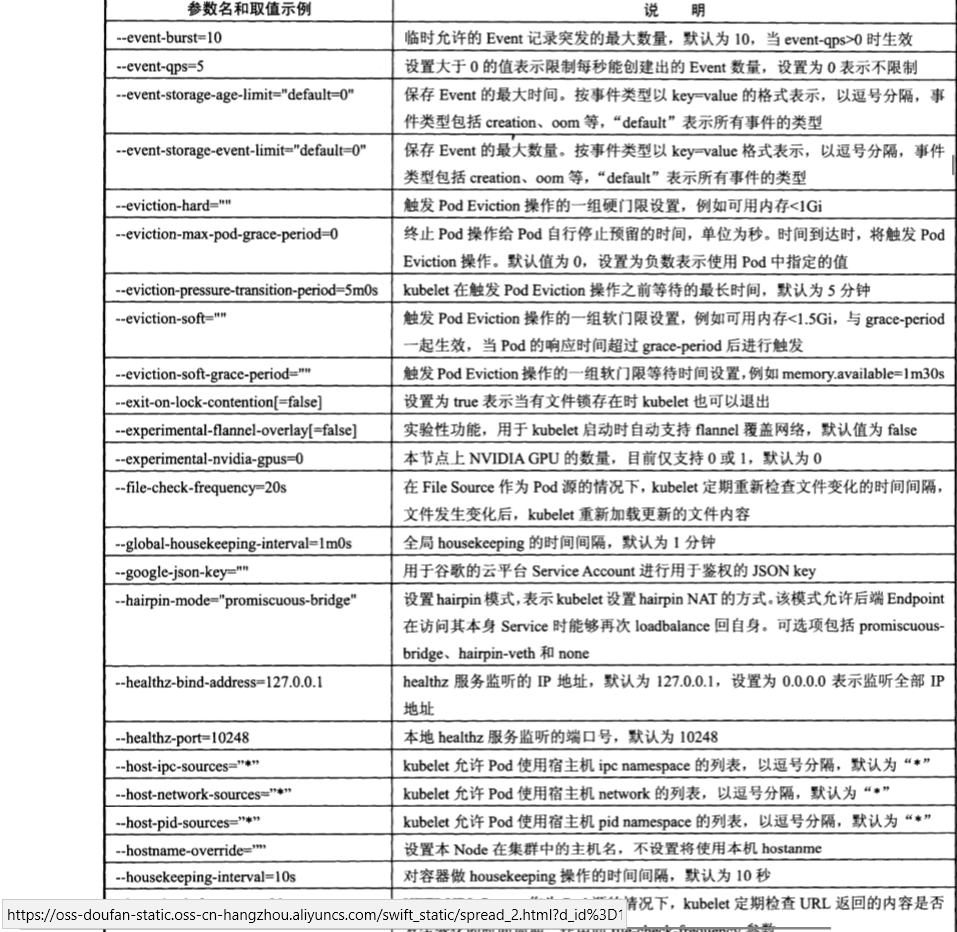 参数名和取值示例 说 明
--event-burst=10 临时允许的 Event 记录突发的最大数量，默认为 10，当 event-qps>0 时生效
--event-qps=5 设置大于 0 的值表示限制每秒能创建出的 Event 数量，设置为 0 表示不限制
--event-storage-age-limit="default=0" 保存 Event 的最大时间。按事件类型以 key=value 的格式表示，以逗号分隔，事
件类型包括 creation、oom 等，“default”表示所有事件的类型
--event-storage-event-limit="default=0" 保存 Event 的最大数量。按事件类型以 key=value 格式表示，以逗号分隔，事件
类型包括 creation、oom 等，“default”表示所有事件的类型
--eviction-hard="" 触发 Pod Eviction 操作的一组硬门限设置，例如可用内存<1Gi
--eviction-max-pod-grace-period=0 终止 Pod 操作给 Pod 自行停止预留的时间，单位为秒。时间到达时，将触发 Pod
Eviction 操作。默认值为 0，设置为负数表示使用 Pod 中指定的值
--eviction-pressure-transition-period=5m0s kubelet 在触发 Pod Eviction 操作之前等待的最长时间，默认为 5 分钟
--eviction-soft="" 触发 Pod Eviction 操作的一组软门限设置，例如可用内存<1.5Gi，与 grace-period
一起生效，当 Pod 的响应时间超过 grace-period 后进行触发
--eviction-soft-grace-period="" 触发 Pod Eviction 操作的一组软门限等待时间设置，例如 memory.available=1m30s
--exit-on-lock-contention[=false] 设置为 true 表示当有文件锁存在时 kubelet 也可以退出
--experimental-flannel-overlay[=false] 实验性功能，用于 kubelet 启动时自动支持 flannel 覆盖网络，默认值为 false
--experimental-nvidia-gpus=0 本节点上 NVIDIA GPU 的数量，目前仅支持 0 或 1，默认为 0
--file-check-frequency=20s 在 File Source 作为 Pod 源的情况下，kubelet 定期重新检查文件变化的时间间隔，
文件发生变化后，kubelet 重新加载更新的文件内容
--global-housekeeping-interval=1m0s 全局 housekeeping 的时间间隔，默认为 1 分钟
--google-json-key="" 用于谷歌的云平台 Service Account 进行用于鉴权的 JSON key
--hairpin-mode="promiscuous-bridge" 设置 hairpin 模式，表示 kubelet 设置 hairpin NAT 的方式。该模式允许后端 Endpoint
在访问其本身 Service 时能够再次 loadbalance 回自身。可选项包括 promiscuous-
bridge、hairpin-veth 和 none
--healthz-bind-address=127.0.0.1 healthz 服务监听的 IP 地址，默认为 127.0.0.1，设置为 0.0.0.0 表示监听全部 IP
地址
--healthz-port=10248 本地 healthz 服务监听的端口号，默认为 10248
--host-ipc-sources=”*” kubelet 允许 Pod 使用宿主机 ipc namespace 的列表，以逗号分隔，默认为“*”
--host-network-sources=”*” kubelet 允许 Pod 使用宿主机 network 的列表，以逗号分隔，默认为“*”
--host-pid-sources=”*” kubelet 允许 Pod 使用宿主机 pid namespace 的列表，以逗号分隔，默认为“*”
--hostname-override=”” 设置本 Node 在集群中的主机名，不设置将使用本机 hostanme
--housekeeping-interval=10s 对容器做 housekeeping 操作的时间间隔，默认为 10 秒
情况下，kubelet 定期检查 URL 返回的内容是否
https://oss-doufan-static.oss-cn-hangzhou.aliyuncs.com/swift_static/spread_2.html?d_id%3D1